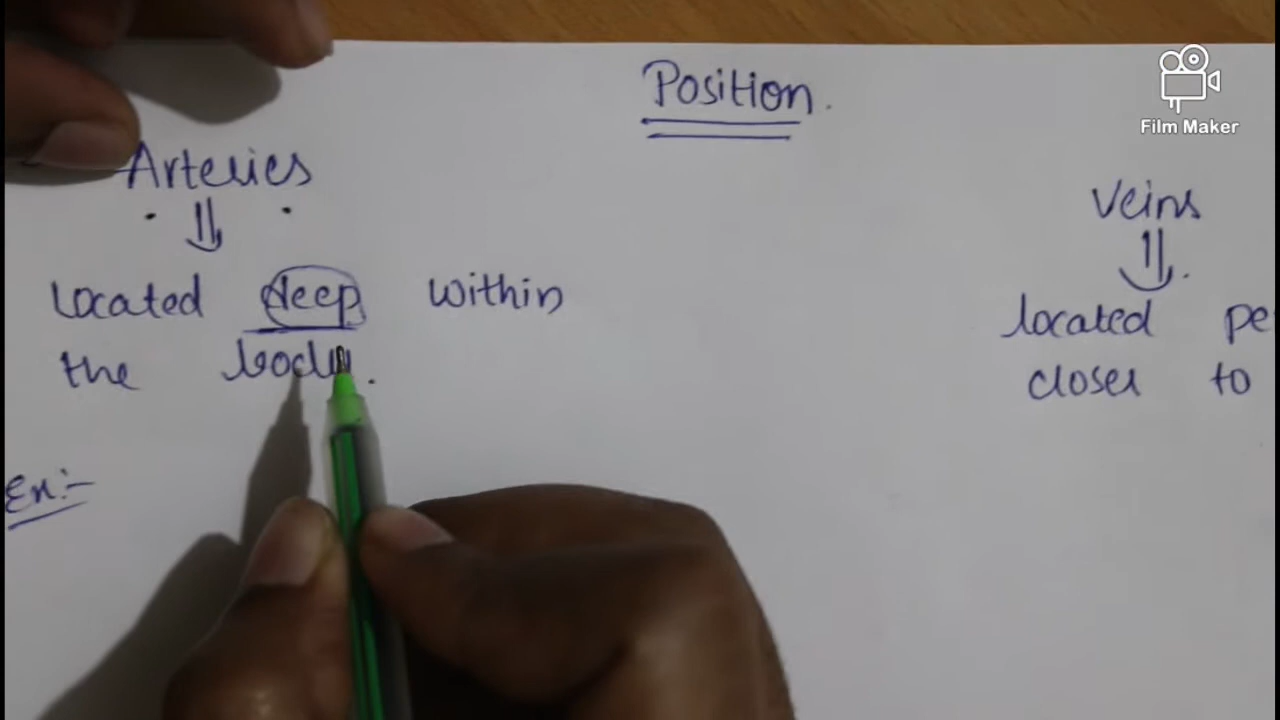 Position.
Film Maker
Arteries
Veins
located deep within
the body.
located pe
closer to
Ex:-